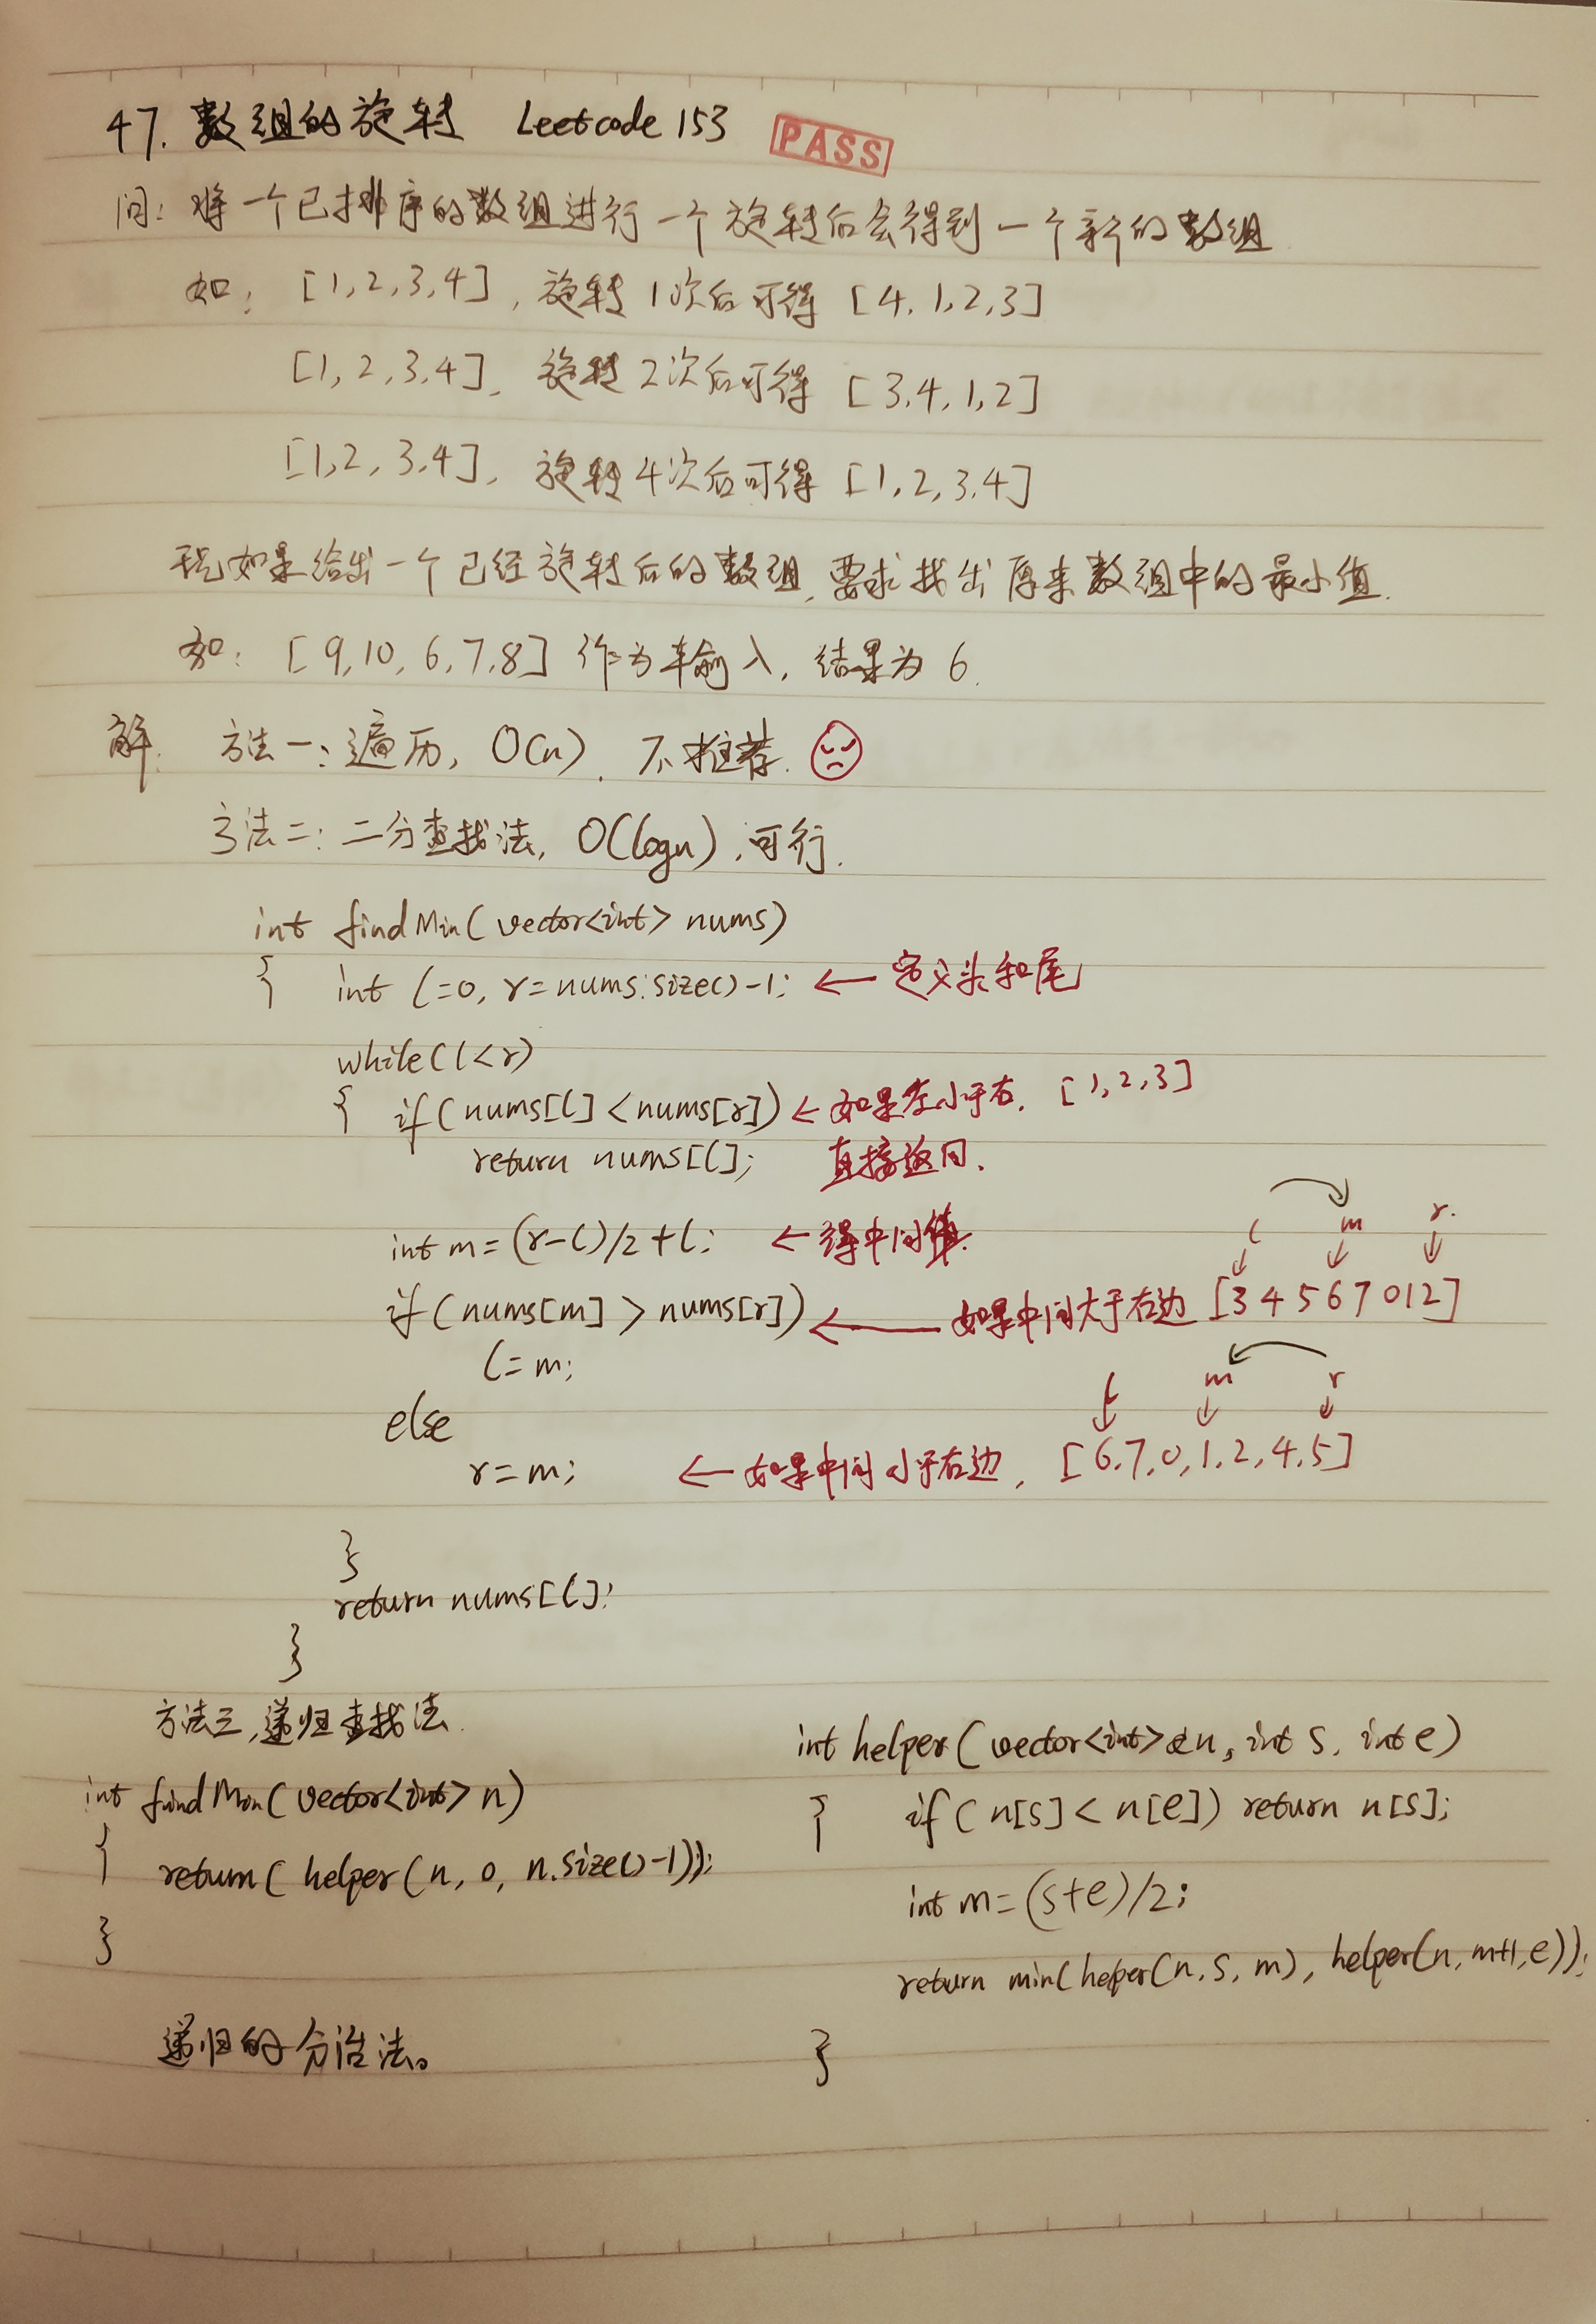 47. 数组的旋转 Leetcode 153 PASS
问: 将一个已排序的数组进行一个旋转后会得到一个新的数组
如: [1,2,3,4], 旋转1次后可得 [4,1,2,3]
[1,2,3,4], 旋转2次后可得 [3,4,1,2]
[1,2,3,4], 旋转4次后可得 [1,2,3,4]
现如果给出一个已经旋转后的数组,要求找出原来数组中的最小值.
如: [9,10,6,7,8] 作为输入, 结果为 6.
解. 方法一: 遍历, O(n). 不推荐.
方法二: 二分查找法, O(logn), 可行.
int findMin(vector<int> nums)
{ int l=0, r=nums.size()-1; ← 定义头和尾
while(l<r)
{ if(nums[l]<nums[r]) ← 如果左小于右, [1,2,3]
return nums[l]; 直接返回.
l m r.
int m=(r-l)/2+l; ← 得中间值.
if(nums[m]>nums[r]) ← 如果中间大于右边 [3 4 5 6 7 0 1 2]
l=m;
l m r
else
r=m; ← 如果中间小于右边, [6,7,0,1,2,4,5]
}
return nums[l];
}
方法三, 递归查找法.
int findMin(vector<int> n)
{ return( helper(n, 0, n.size()-1));
}
递归的分治法。
int helper(vector<int> &n, int s, int e)
{ if(n[s]<n[e]) return n[s];
int m=(s+e)/2;
return min(helper(n,s,m), helper(n,m+1,e));
}